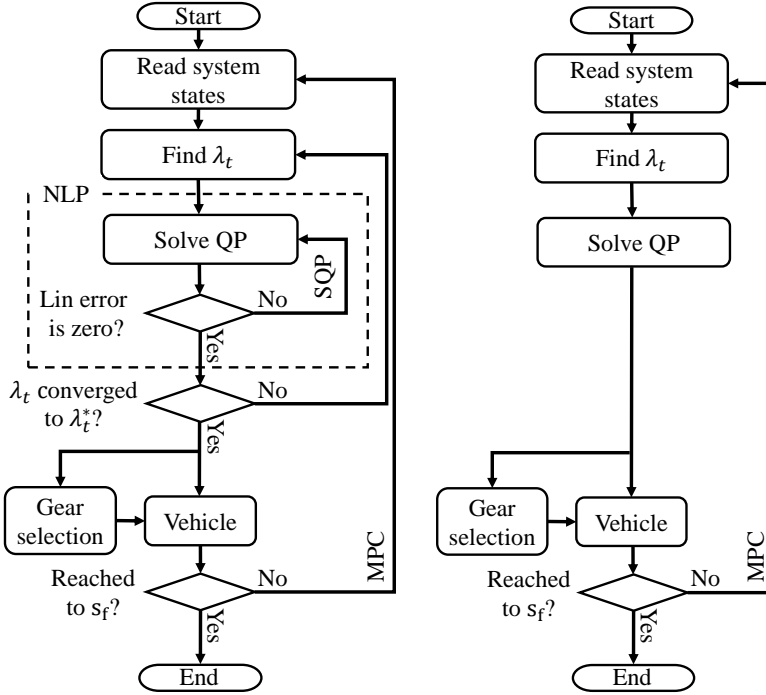 Start
Read system
states
Find λₜ
NLP
Solve QP
SQP
Lin error
is zero?
No
Yes
λₜ converged
to λₜ*?
No
Yes
Gear
selection
Vehicle
MPC
Reached
to s_f?
No
Yes
End
Start
Read system
states
Find λₜ
Solve QP
Gear
selection
Vehicle
MPC
Reached
to s_f?
No
Yes
End